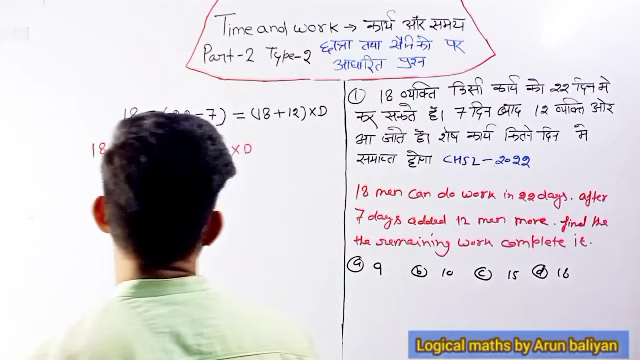 Time and work → कार्य और समय
Part-2 Type-2 छात्रा तथा सैनिको पर
आधारित प्रश्न
① 18 व्यक्ति किसी कार्य को 22 दिन मे
कर सकते है। 7 दिन बाद 12 व्यक्ति और
आ जाते है। शेष कार्य कितने दिन मे
समाप्त होगा CHSL-2022
18 -7) = (18+12)×D
18 ×D
18 men can do work in 22 days. after
7 days added 12 men more. find the
the remaining work complete it.
ⓐ 9 ⓑ 10 ⓒ 15 ⓓ 16
Logical maths by Arun baliyan